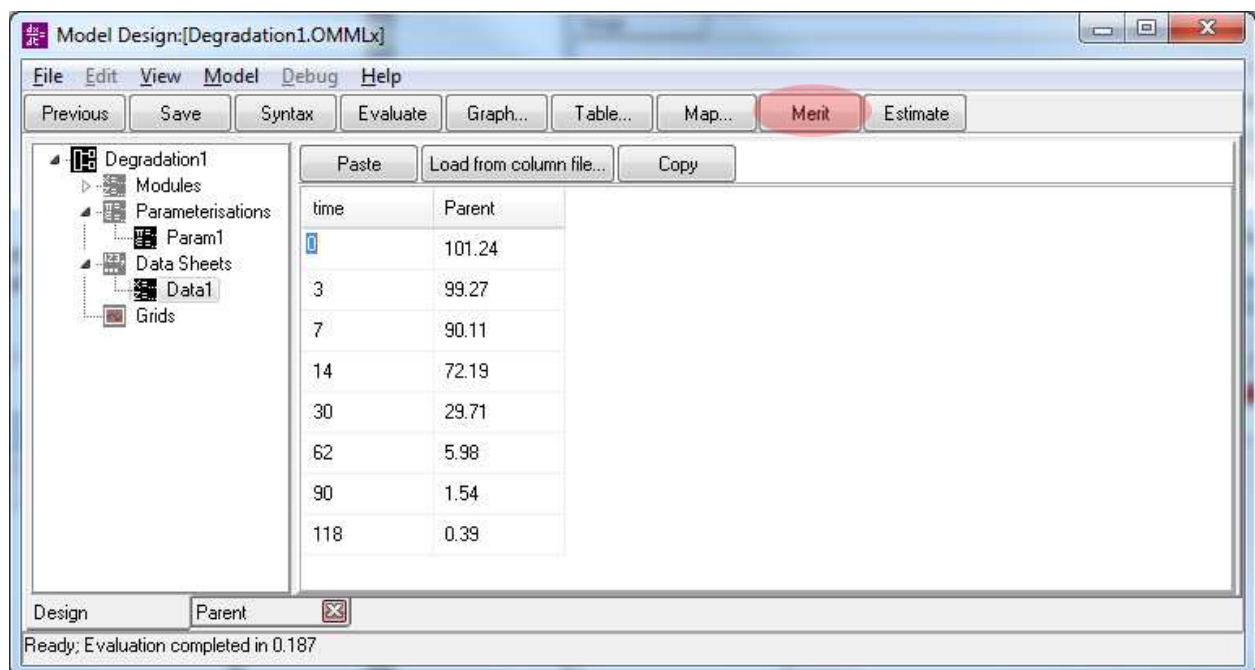 Model Design:[Degradation1.OMMLx]
File Edit View Model Debug Help
Previous Save Syntax Evaluate Graph... Table... Map... Merit Estimate
Degradation1
Modules
Parameterisations
Param1
Data Sheets
Data1
Grids
Paste Load from column file... Copy
time Parent
0 101.24
3 99.27
7 90.11
14 72.19
30 29.71
62 5.98
90 1.54
118 0.39
Design Parent
Ready; Evaluation completed in 0.187